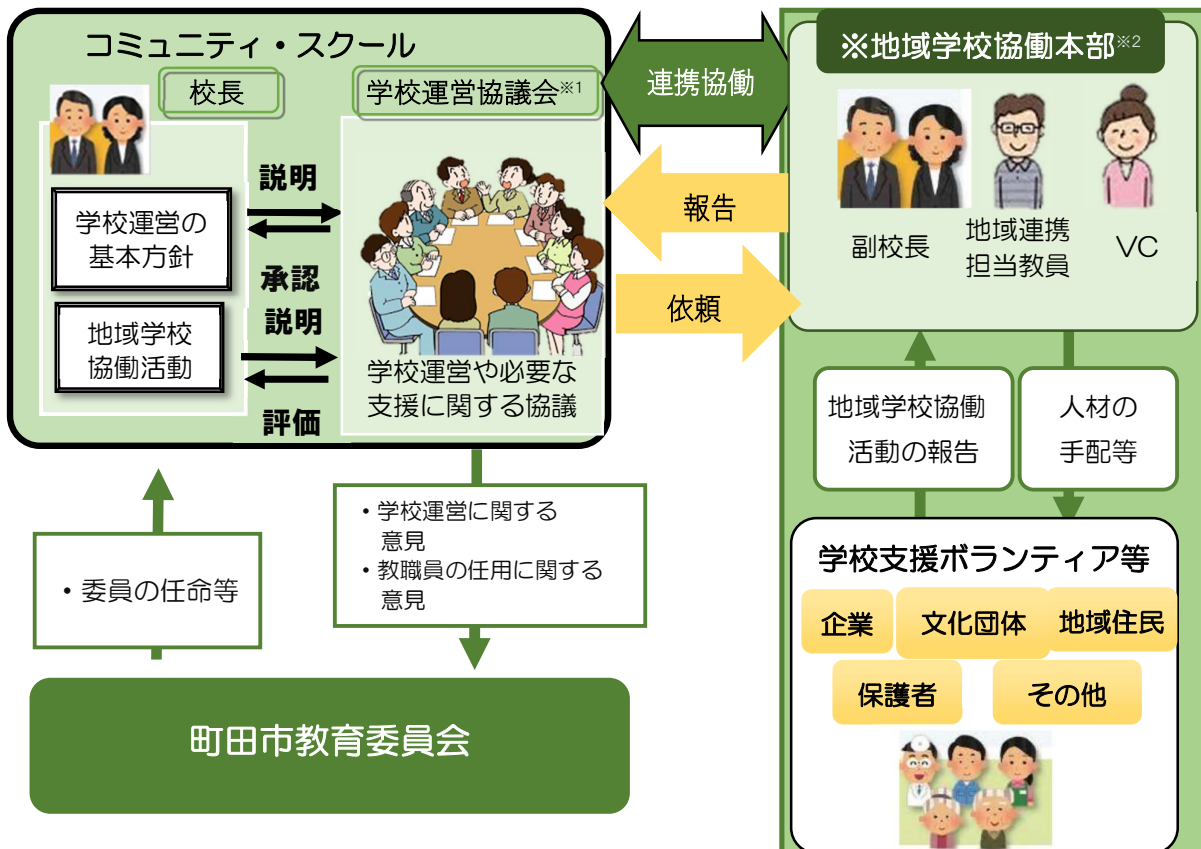 コミュニティ・スクール
校長
学校運営協議会※1
説明
学校運営の
基本方針
承認
説明
地域学校
協働活動
評価
学校運営や必要な
支援に関する協議
連携協働
報告
依頼
※地域学校協働本部※2
副校長
地域連携
担当教員
VC
地域学校協働
活動の報告
人材の
手配等
・委員の任命等
・学校運営に関する
意見
・教職員の任用に関する
意見
町田市教育委員会
学校支援ボランティア等
企業
文化団体
地域住民
保護者
その他